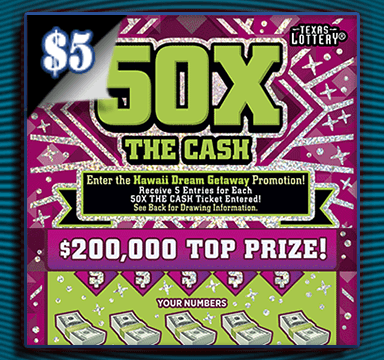 $5
TEXAS
LOTTERY®
50X
THE CASH
Enter the Hawaii Dream Getaway Promotion!
Receive 5 Entries for Each
50X THE CASH Ticket Entered!
See Back for Drawing Information.
$200,000 TOP PRIZE!
$ $ $ $ $
YOUR NUMBERS